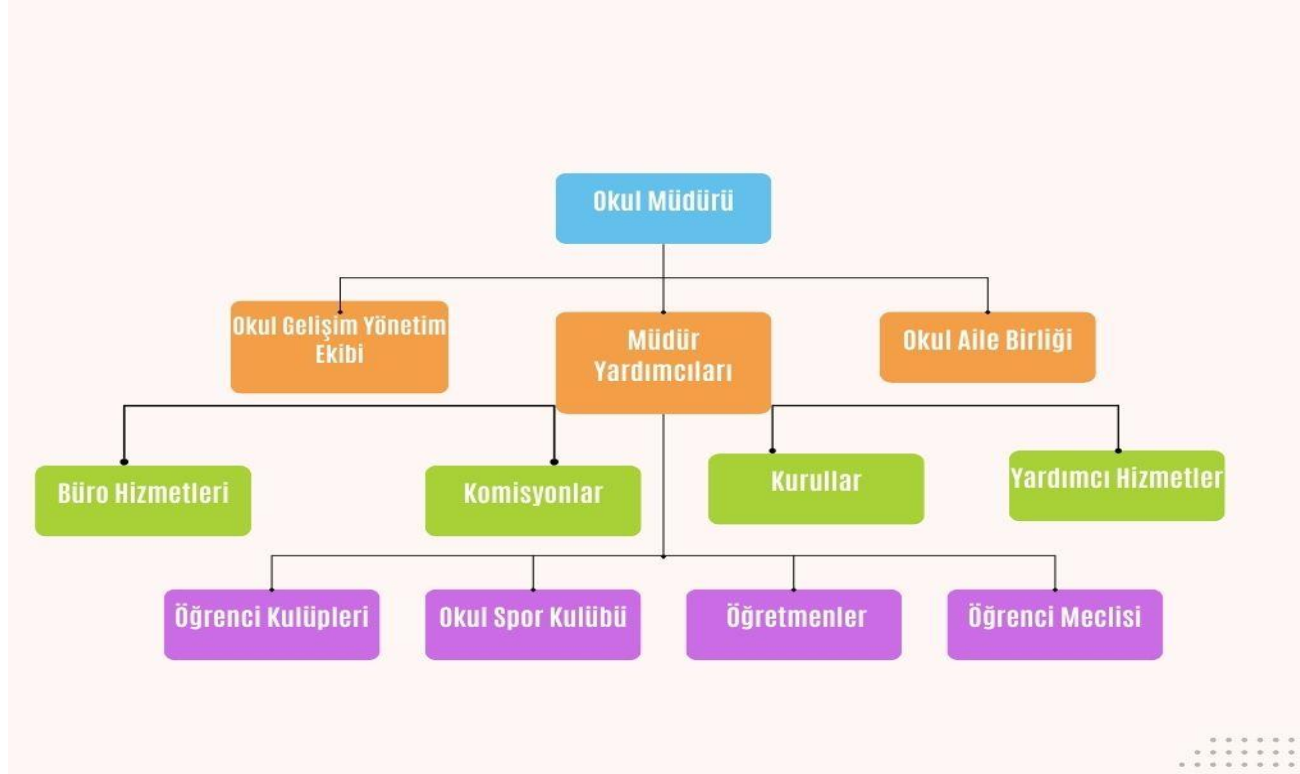 Okul Müdürü
Okul Gelişim Yönetim
Ekibi
Müdür
Yardımcıları
Okul Aile Birliği
Büro Hizmetleri
Komisyonlar
Kurullar
Yardımcı Hizmetler
Öğrenci Kulüpleri
Okul Spor Kulübü
Öğretmenler
Öğrenci Meclisi